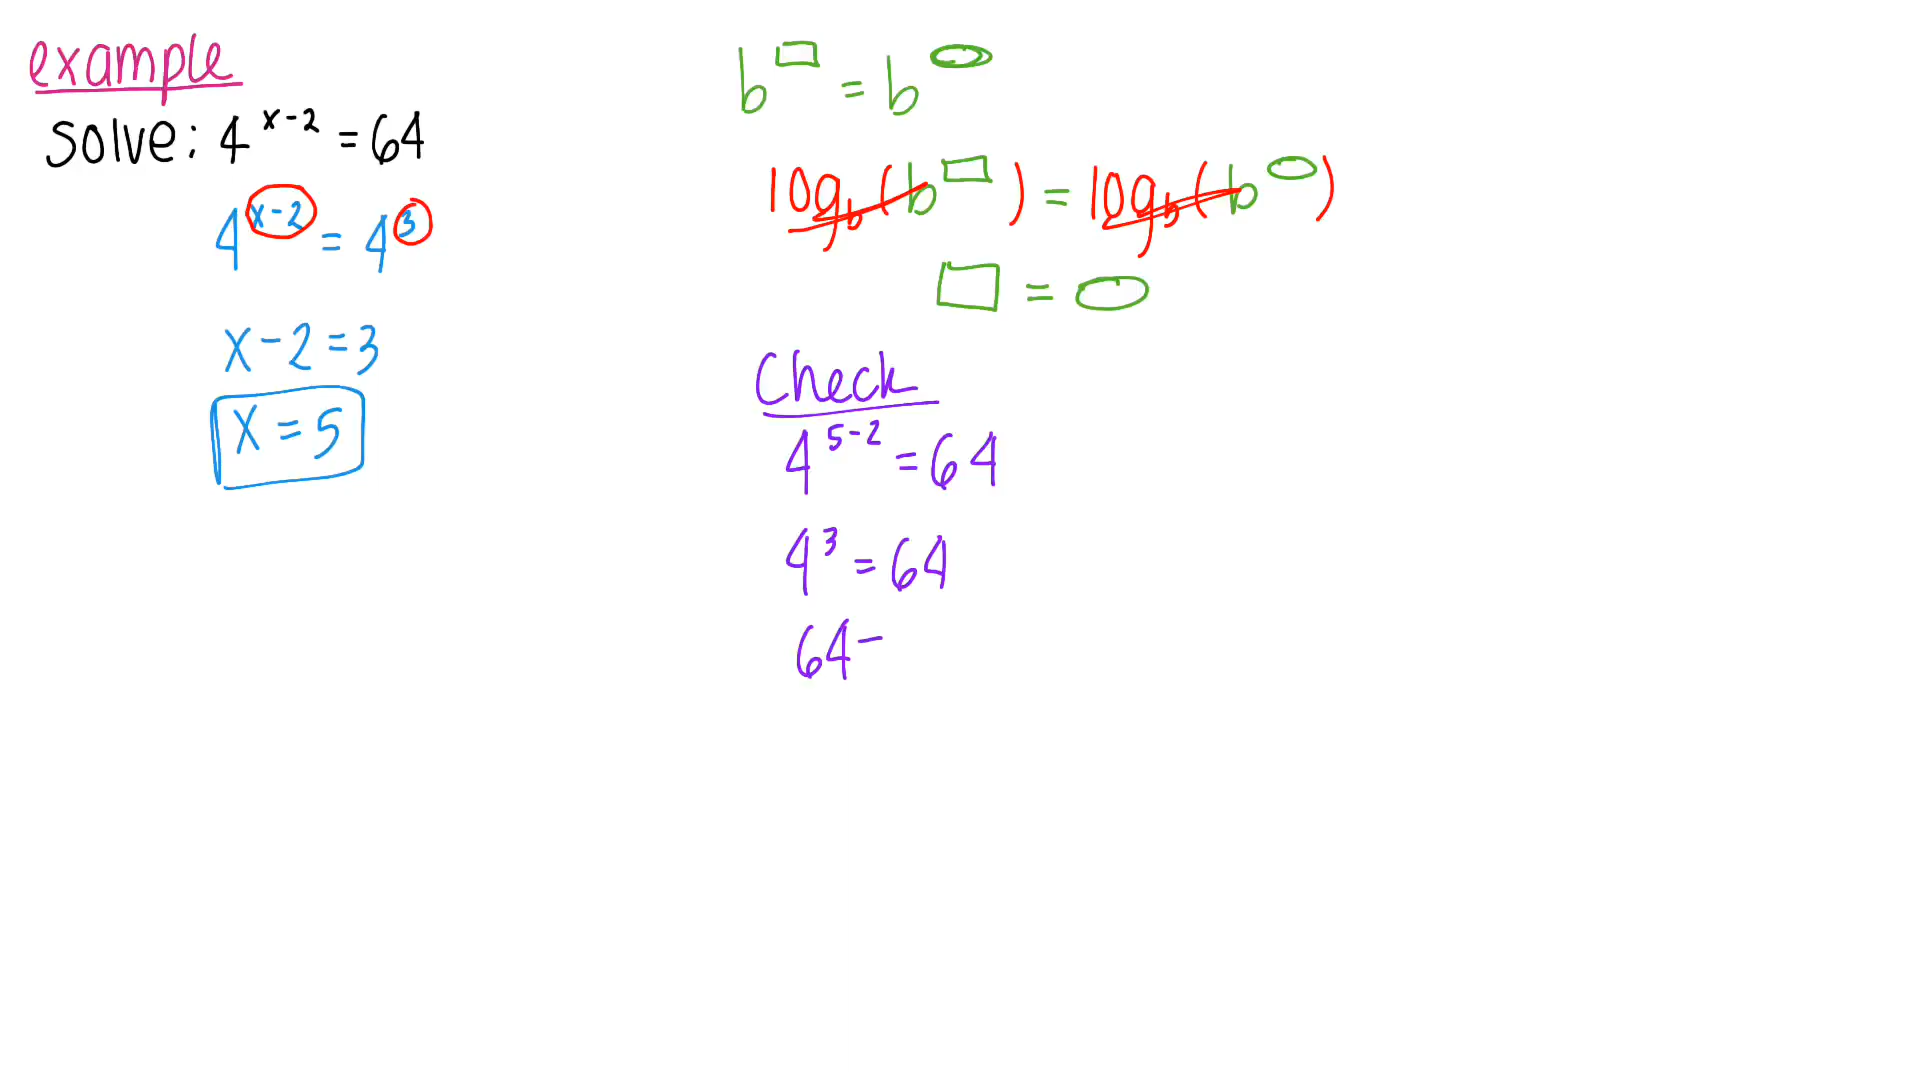 example
Solve: 4^{x-2} = 64
4^{x-2} = 4^{3}
x-2=3
x=5
b^□ = b^○
log_b(b^□) = log_b(b^○)
□ = ○
Check
4^{5-2} = 64
4^{3} = 64
64-